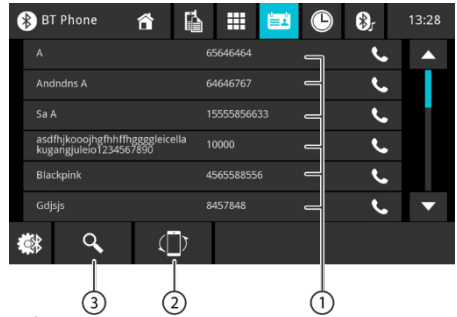 BT Phone 13:28
A 65646464
Andndns A 64646767
Sa A 15555856633
asdfhjkooojhgfhhffhggggleicella
kugangjuleio1234567890 10000
Blackpink 4565588556
Gdjsjs 8457848
3 2 1